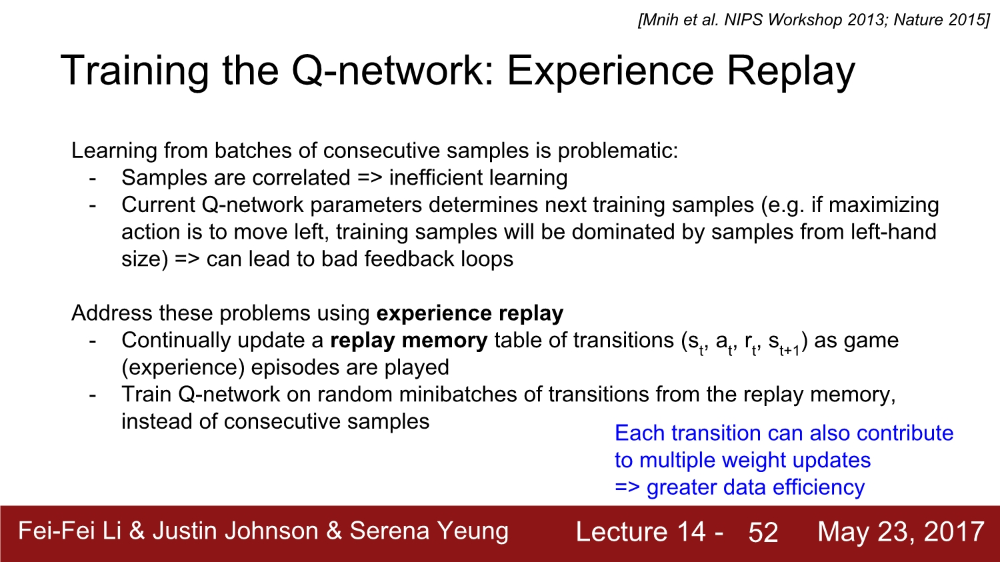 [Mnih et al. NIPS Workshop 2013; Nature 2015]
Training the Q-network: Experience Replay
Learning from batches of consecutive samples is problematic:
- Samples are correlated => inefficient learning
- Current Q-network parameters determines next training samples (e.g. if maximizing
action is to move left, training samples will be dominated by samples from left-hand
size) => can lead to bad feedback loops
Address these problems using experience replay
- Continually update a replay memory table of transitions (s_t, a_t, r_t, s_t+1) as game
(experience) episodes are played
- Train Q-network on random minibatches of transitions from the replay memory,
instead of consecutive samples
Each transition can also contribute
to multiple weight updates
=> greater data efficiency
Fei-Fei Li & Justin Johnson & Serena Yeung Lecture 14 - 52 May 23, 2017